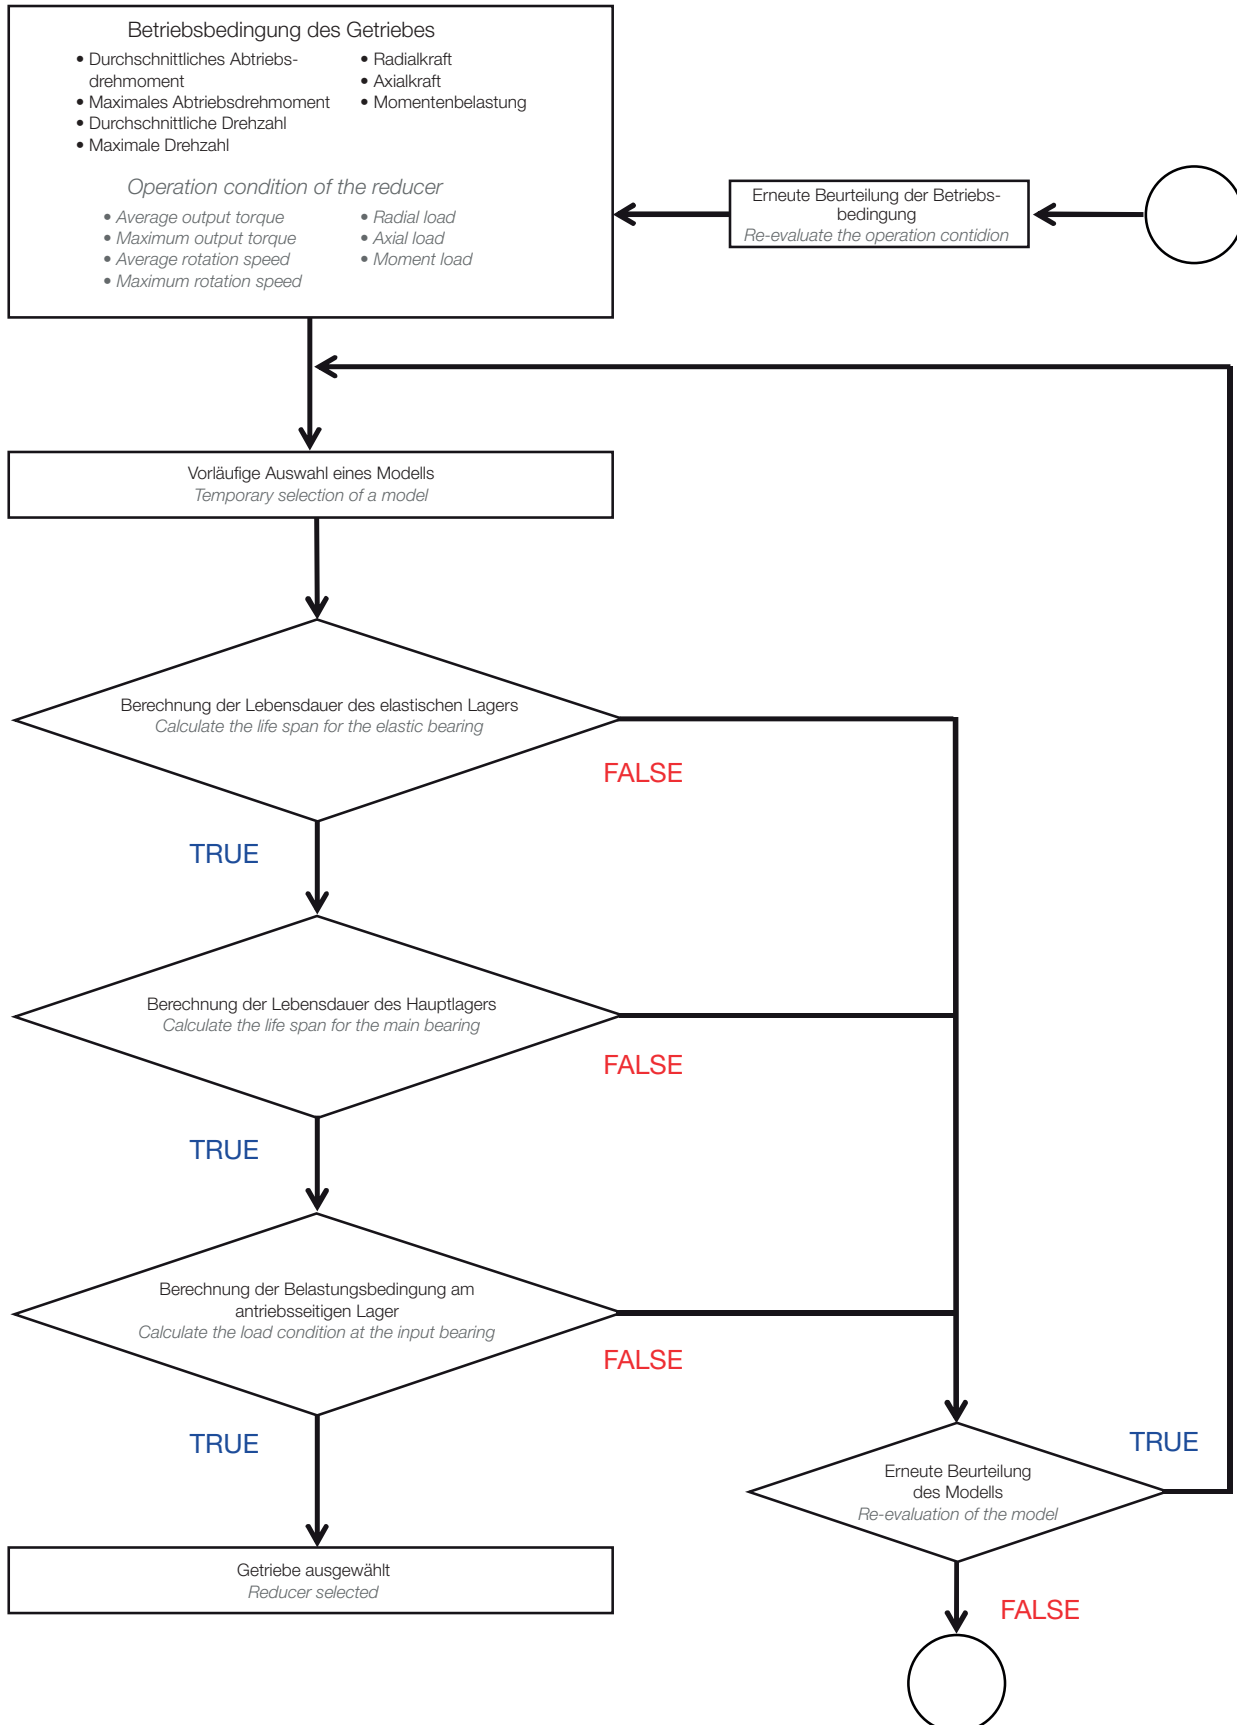 Betriebsbedingung des Getriebes
• Durchschnittliches Abtriebs-
drehmoment
• Maximales Abtriebsdrehmoment
• Durchschnittliche Drehzahl
• Maximale Drehzahl
• Radialkraft
• Axialkraft
• Momentenbelastung
Operation condition of the reducer
• Average output torque
• Maximum output torque
• Average rotation speed
• Maximum rotation speed
• Radial load
• Axial load
• Moment load
Erneute Beurteilung der Betriebs-
bedingung
Re-evaluate the operation contidion
Vorläufige Auswahl eines Modells
Temporary selection of a model
Berechnung der Lebensdauer des elastischen Lagers
Calculate the life span for the elastic bearing
FALSE
TRUE
Berechnung der Lebensdauer des Hauptlagers
Calculate the life span for the main bearing
FALSE
TRUE
Berechnung der Belastungsbedingung am
antriebsseitigen Lager
Calculate the load condition at the input bearing
FALSE
TRUE
Erneute Beurteilung
des Modells
Re-evaluation of the model
TRUE
FALSE
Getriebe ausgewählt
Reducer selected